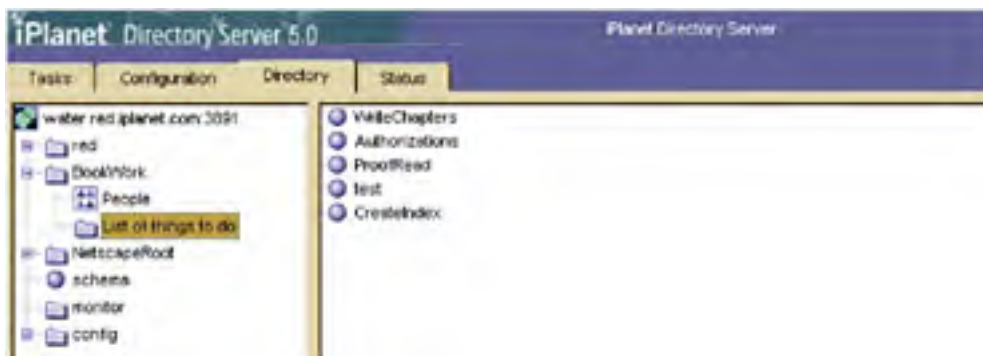 iPlanet Directory Server 5.0
iPlanet Directory Server
Tasks Configuration Directory Status
water.red.iplanet.com:3891
red
BookWork
People
List of things to do
NetscapeRoot
schema
monitor
config
WriteChapters
Authorizations
ProofRead
test
CreateIndex